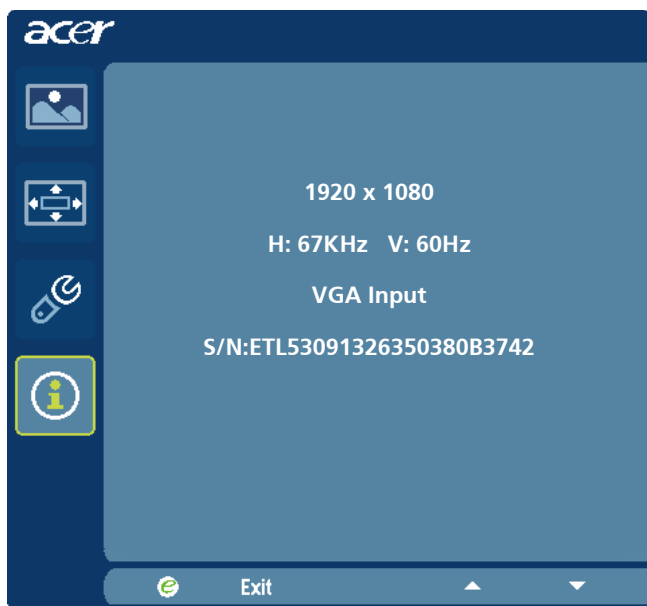 acer
1920 x 1080
H: 67KHz V: 60Hz
VGA Input
S/N:ETL53091326350380B3742
e Exit